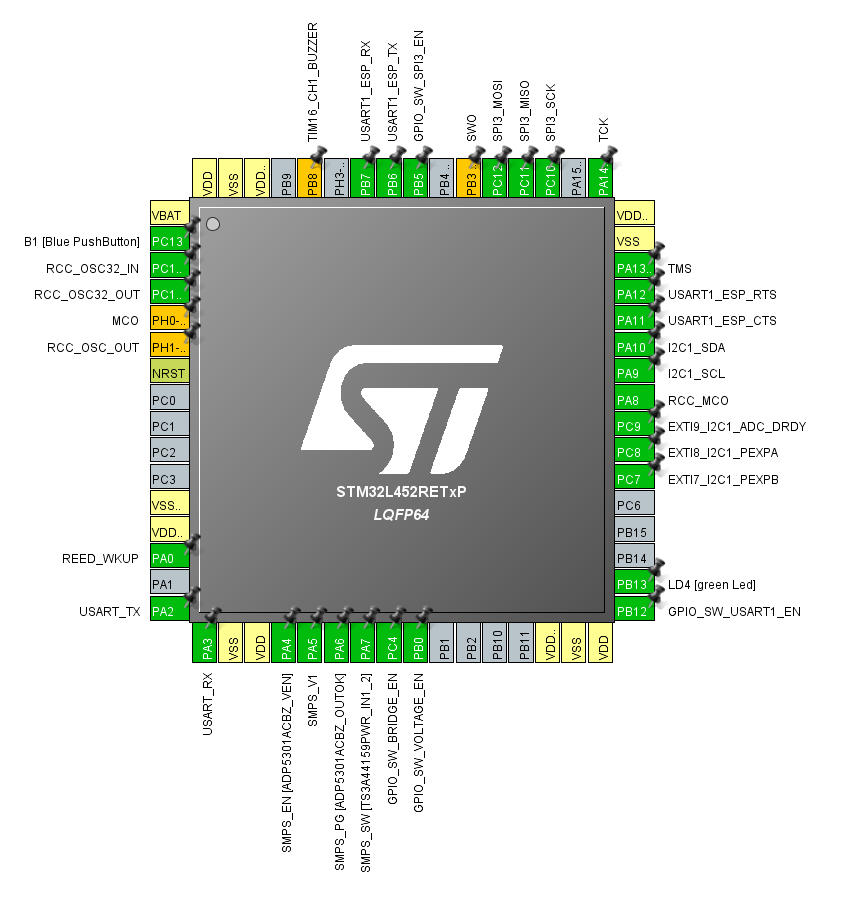 TIM16_CH1_BUZZER
USART1_ESP_RX
USART1_ESP_TX
GPIO_SW_SPI3_EN
SWO
SPI3_MOSI
SPI3_MISO
SPI3_SCK
TCK
VDD
VSS
VDD..
PB9
PB8
PH3-..
PB7
PB6
PB5
PB4..
PB3..
PC12
PC11
PC10
PA15..
PA14..
VBAT
B1 [Blue PushButton] PC13
RCC_OSC32_IN PC1..
RCC_OSC32_OUT PC1..
MCO PH0-..
RCC_OSC_OUT PH1-..
NRST
PC0
PC1
PC2
PC3
VSS..
VDD..
REED_WKUP PA0
PA1
USART_TX PA2
STM32L452RETxP
LQFP64
VDD..
VSS
PA13.. TMS
PA12 USART1_ESP_RTS
PA11 USART1_ESP_CTS
PA10 I2C1_SDA
PA9 I2C1_SCL
PA8 RCC_MCO
PC9 EXTI9_I2C1_ADC_DRDY
PC8 EXTI8_I2C1_PEXPA
PC7 EXTI7_I2C1_PEXPB
PC6
PB15
PB14
PB13 LD4 [green Led]
PB12 GPIO_SW_USART1_EN
PA3
VSS
VDD
PA4
PA5
PA6
PA7
PC4
PB0
PB1
PB2
PB10
PB11
VDD..
VSS
VDD
USART_RX
SMPS_EN [ADP5301ACBZ_VEN]
SMPS_V1
SMPS_PG [ADP5301ACBZ_OUTOK]
SMPS_SW [TS3A44159PWR_IN1_2]
GPIO_SW_BRIDGE_EN
GPIO_SW_VOLTAGE_EN